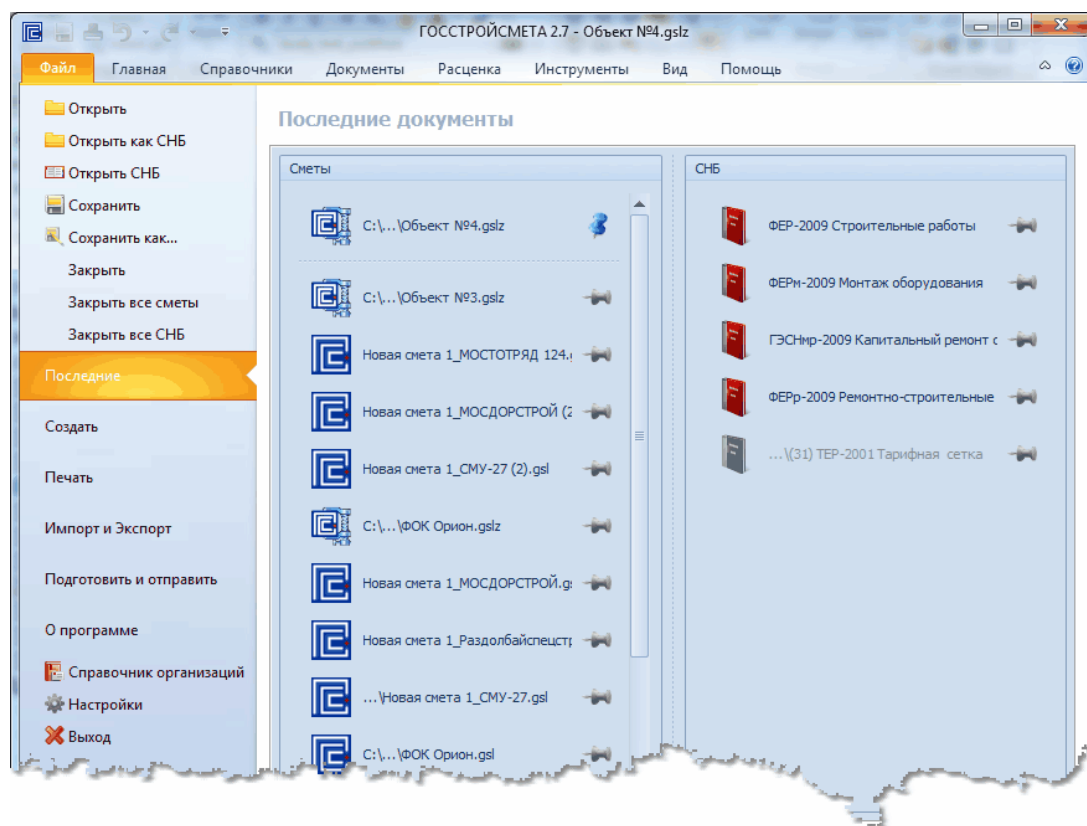 ГОССТРОЙСМЕТА 2.7 - Объект №4.gslz
Файл Главная Справочники Документы Расценка Инструменты Вид Помощь
Открыть
Открыть как СНБ
Открыть СНБ
Сохранить
Сохранить как...
Закрыть
Закрыть все сметы
Закрыть все СНБ
Последние
Создать
Печать
Импорт и Экспорт
Подготовить и отправить
О программе
Справочник организаций
Настройки
Выход
Последние документы
Сметы
C:\...\Объект №4.gslz
C:\...\Объект №3.gslz
Новая смета 1_МОСТОТРЯД 124.g
Новая смета 1_МОСДОРСТРОЙ (2
Новая смета 1_СМУ-27 (2).gsl
C:\...\ФОК Орион.gslz
Новая смета 1_МОСДОРСТРОЙ.gs
Новая смета 1_Раздолбайспецстр
...\Новая смета 1_СМУ-27.gsl
C:\...\ФОК Орион.gsl
СНБ
ФЕР-2009 Строительные работы
ФЕРм-2009 Монтаж оборудования
ГЭСНмр-2009 Капитальный ремонт с
ФЕРр-2009 Ремонтно-строительные
...\(31) ТЕР-2001 Тарифная сетка